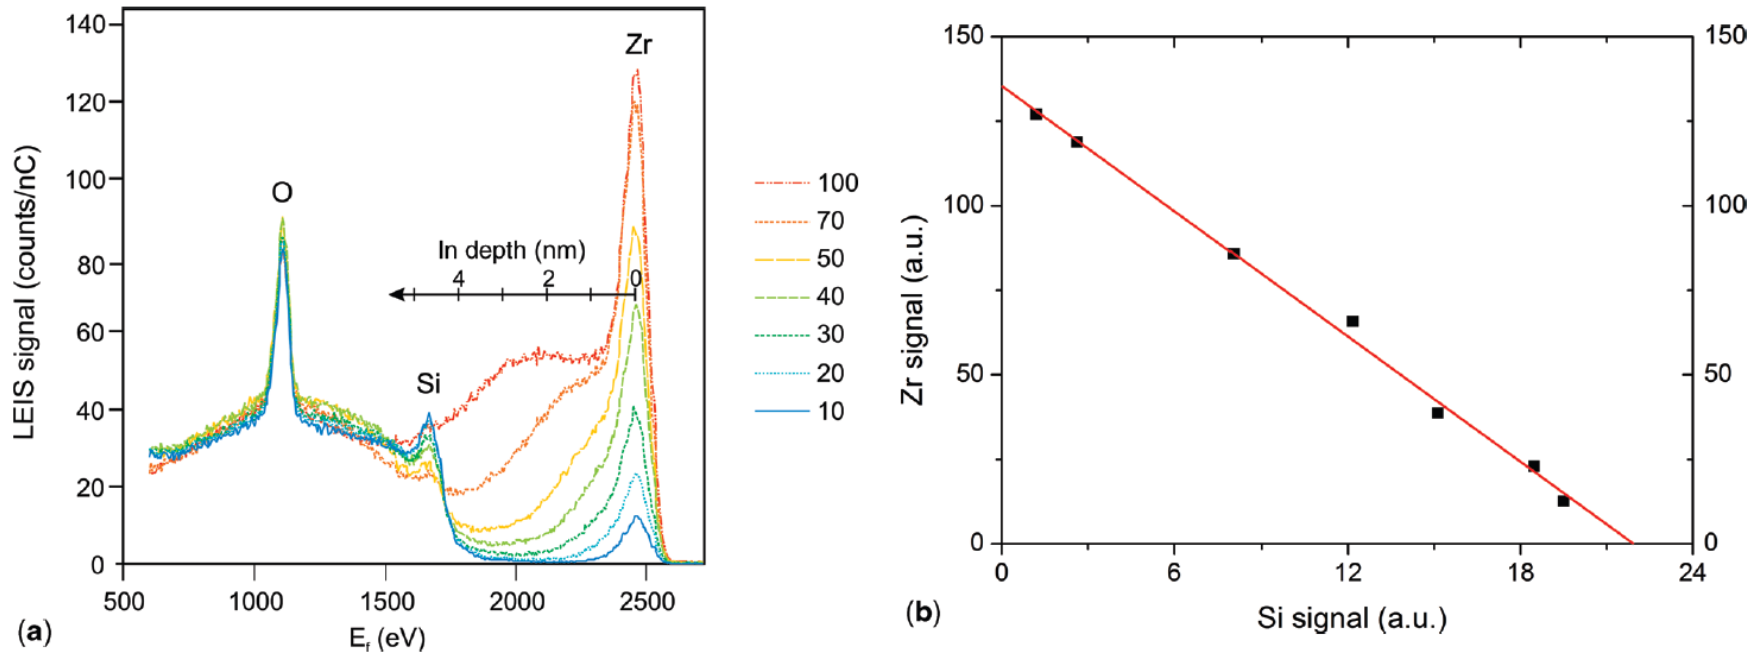 140
120
100
80
60
40
20
0
LEIS signal (counts/nC)
O
Si
Zr
In depth (nm)
4 2 0
500 1000 1500 2000 2500
E_f (eV)
(a)
100
70
50
40
30
20
10
150
100
50
0
Zr signal (a.u.)
150
100
50
0
0 6 12 18 24
Si signal (a.u.)
(b)